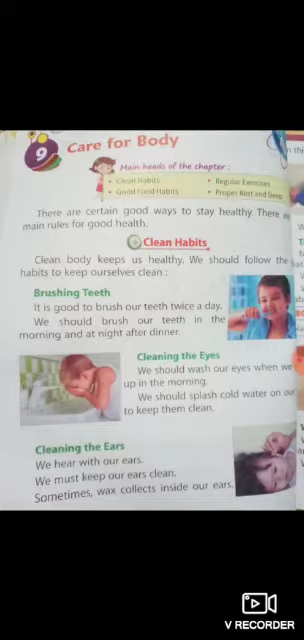 9
Care for Body
Main heads of the chapter :
• Clean Habits
• Regular Exercises
• Good Food Habits
• Proper Rest and Sleep
There are certain good ways to stay healthy. There are
main rules for good health.
Clean Habits
Clean body keeps us healthy. We should follow the
habits to keep ourselves clean :
Brushing Teeth
It is good to brush our teeth twice a day.
We should brush our teeth in the
morning and at night after dinner.
Cleaning the Eyes
We should wash our eyes when we
up in the morning.
We should splash cold water on our
to keep them clean.
Cleaning the Ears
We hear with our ears.
We must keep our ears clean.
Sometimes, wax collects inside our ears.
V RECORDER